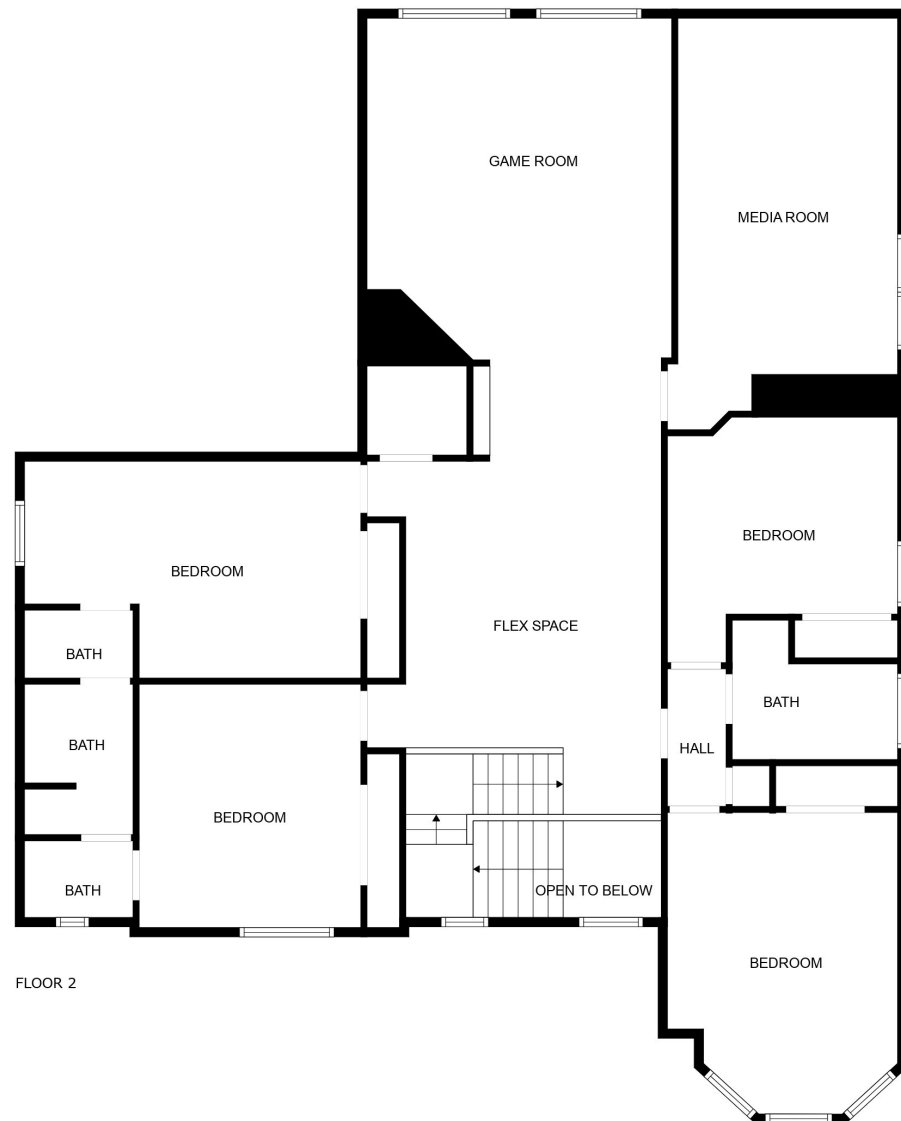 GAME ROOM
MEDIA ROOM
BEDROOM
BEDROOM
FLEX SPACE
BATH
BATH
BATH
HALL
BEDROOM
BATH
OPEN TO BELOW
BEDROOM
FLOOR 2